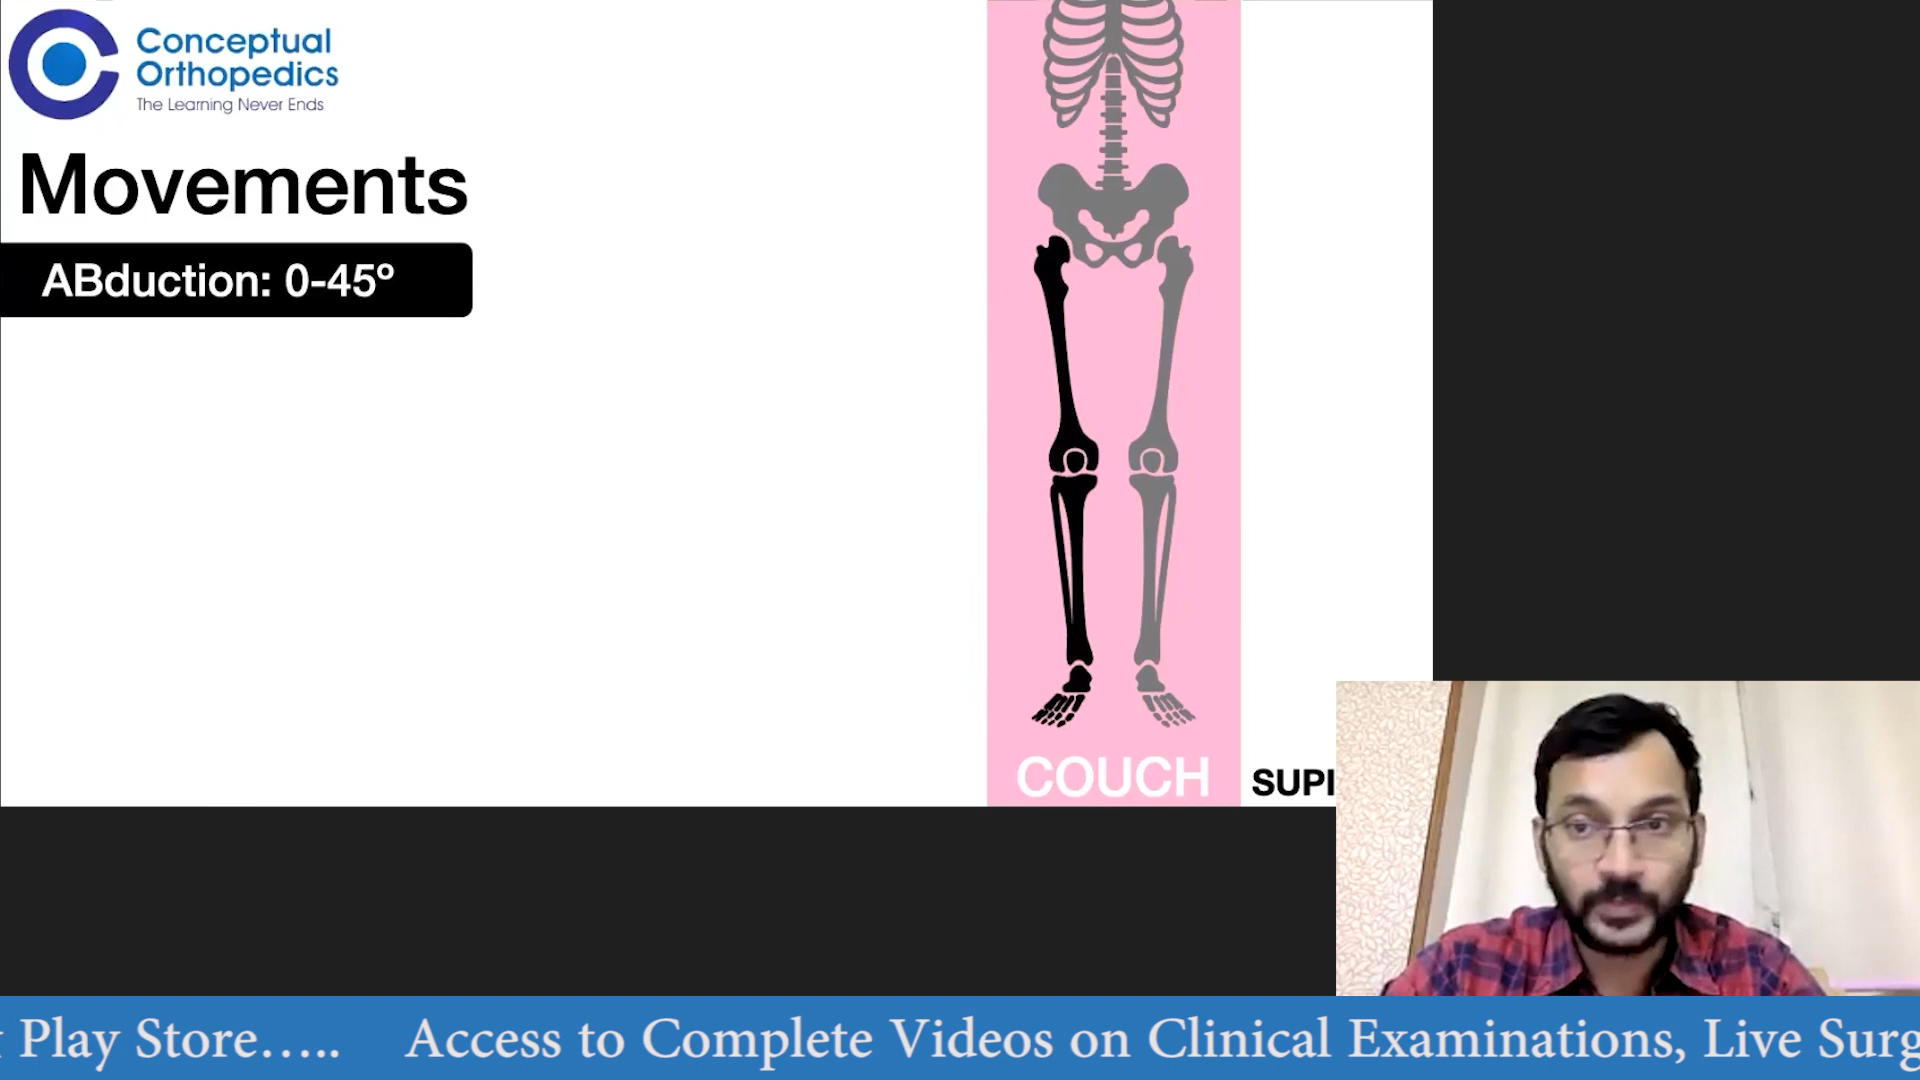 Conceptual
Orthopedics
The Learning Never Ends
Movements
ABduction: 0-45º
COUCH
SUPI
Play Store..... Access to Complete Videos on Clinical Examinations, Live Surg